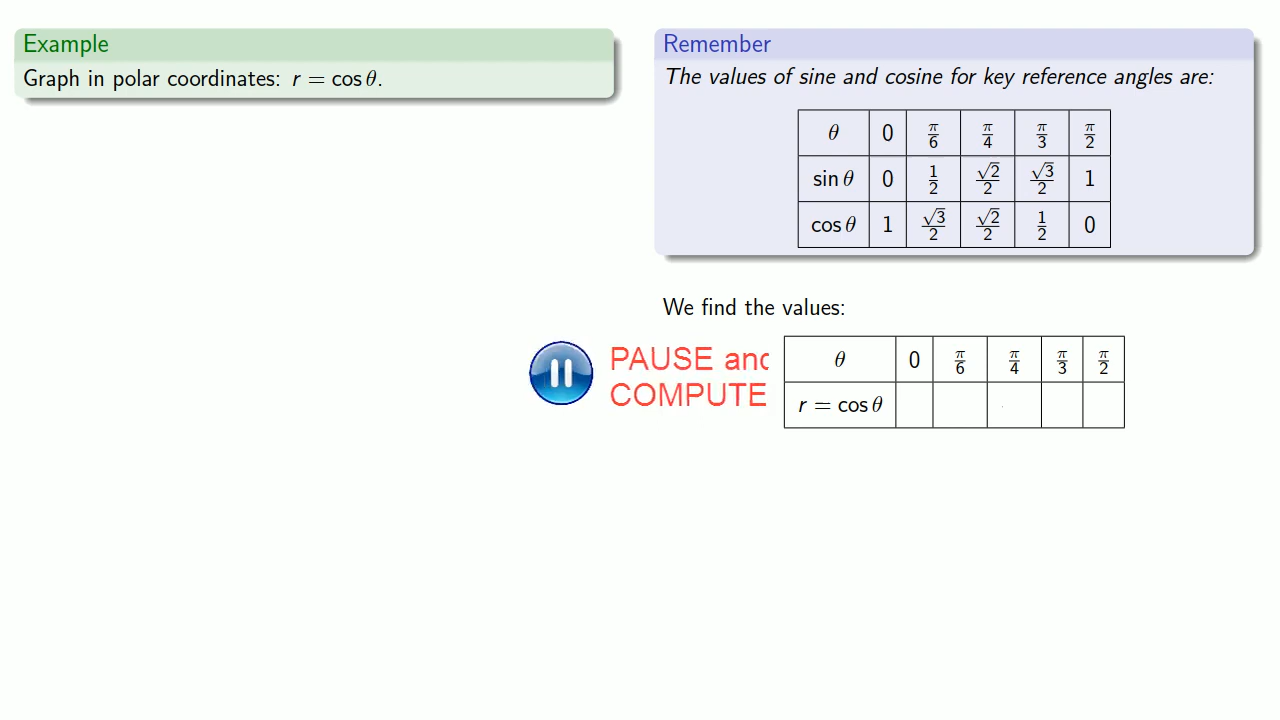 Example
Graph in polar coordinates: r = cos θ.
Remember
The values of sine and cosine for key reference angles are:
θ 0 π/6 π/4 π/3 π/2
sin θ 0 1/2 √2/2 √3/2 1
cos θ 1 √3/2 √2/2 1/2 0
We find the values:
PAUSE and
COMPUTE
θ 0 π/6 π/4 π/3 π/2
r = cos θ